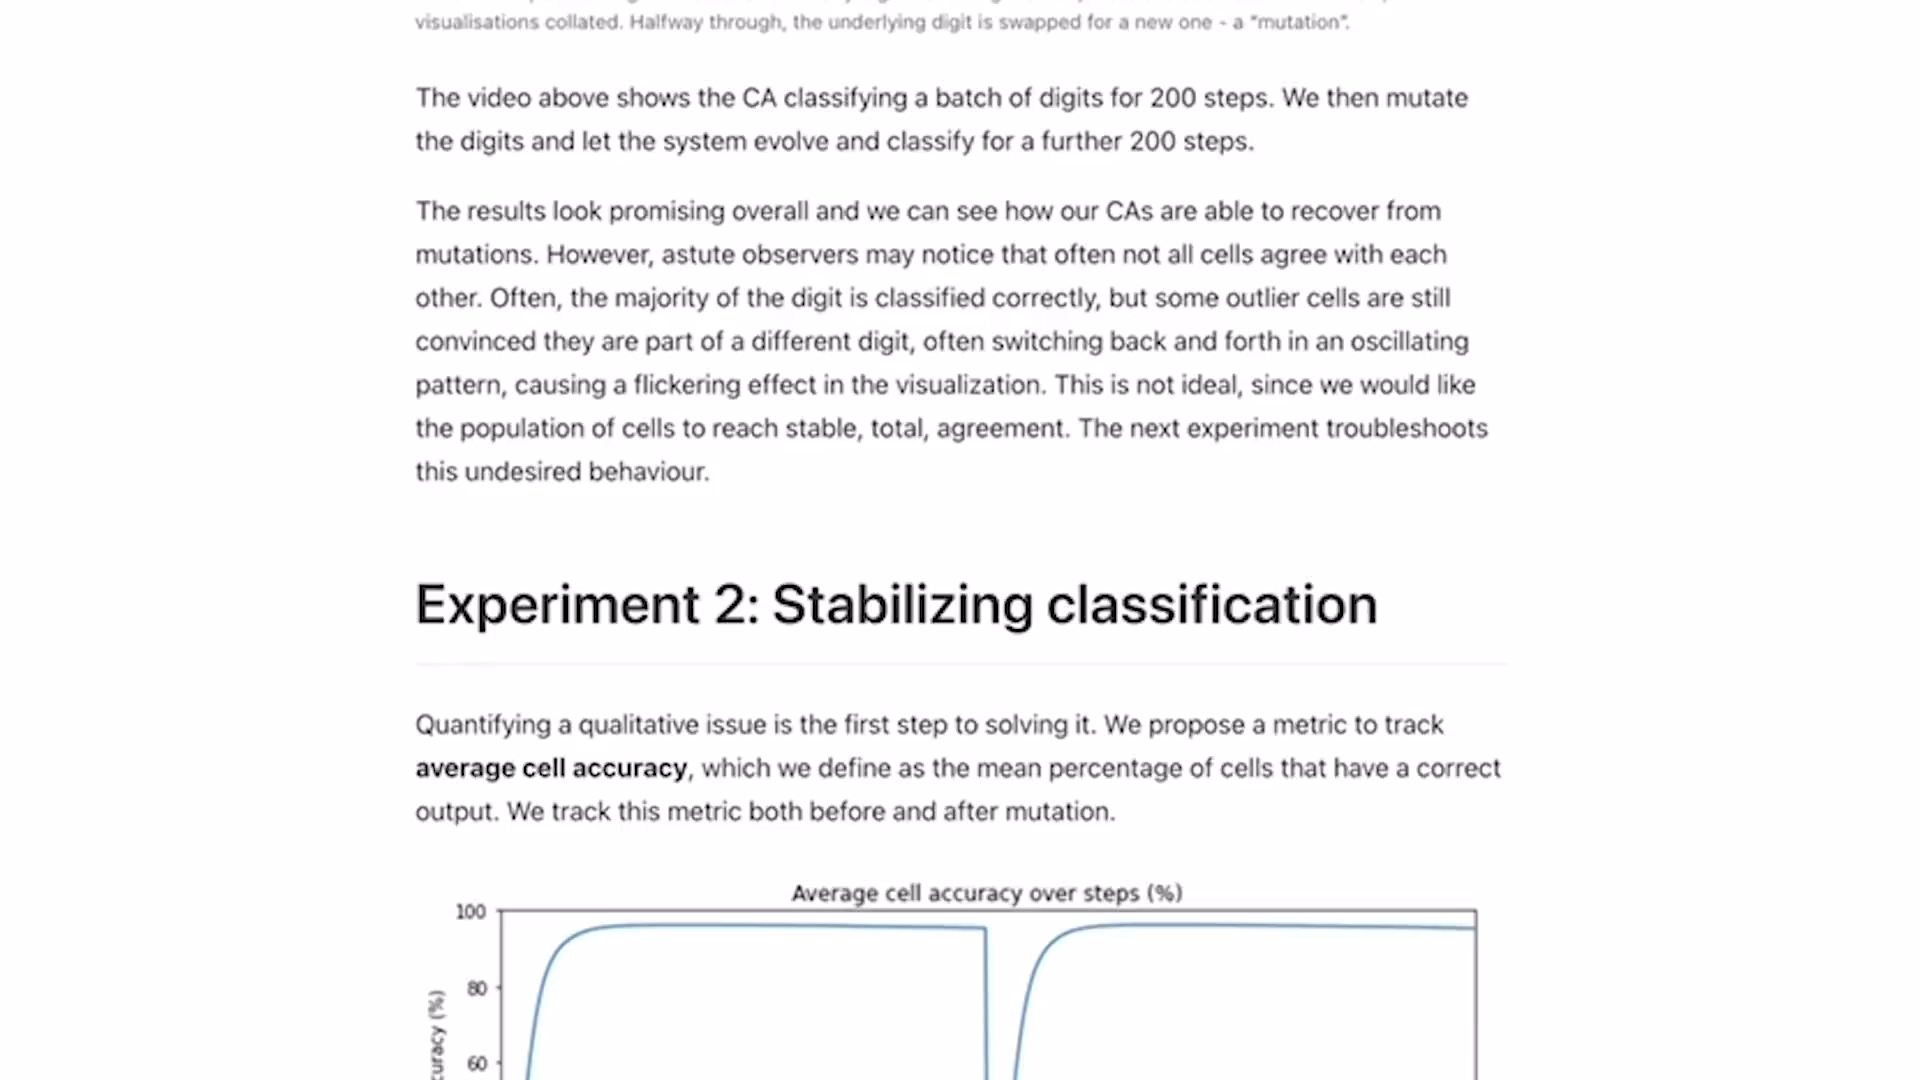 visualisations collated. Halfway through, the underlying digit is swapped for a new one - a "mutation".
The video above shows the CA classifying a batch of digits for 200 steps. We then mutate
the digits and let the system evolve and classify for a further 200 steps.
The results look promising overall and we can see how our CAs are able to recover from
mutations. However, astute observers may notice that often not all cells agree with each
other. Often, the majority of the digit is classified correctly, but some outlier cells are still
convinced they are part of a different digit, often switching back and forth in an oscillating
pattern, causing a flickering effect in the visualization. This is not ideal, since we would like
the population of cells to reach stable, total, agreement. The next experiment troubleshoots
this undesired behaviour.
Experiment 2: Stabilizing classification
Quantifying a qualitative issue is the first step to solving it. We propose a metric to track
average cell accuracy, which we define as the mean percentage of cells that have a correct
output. We track this metric both before and after mutation.
Average cell accuracy over steps (%)
100
80
60
(%)